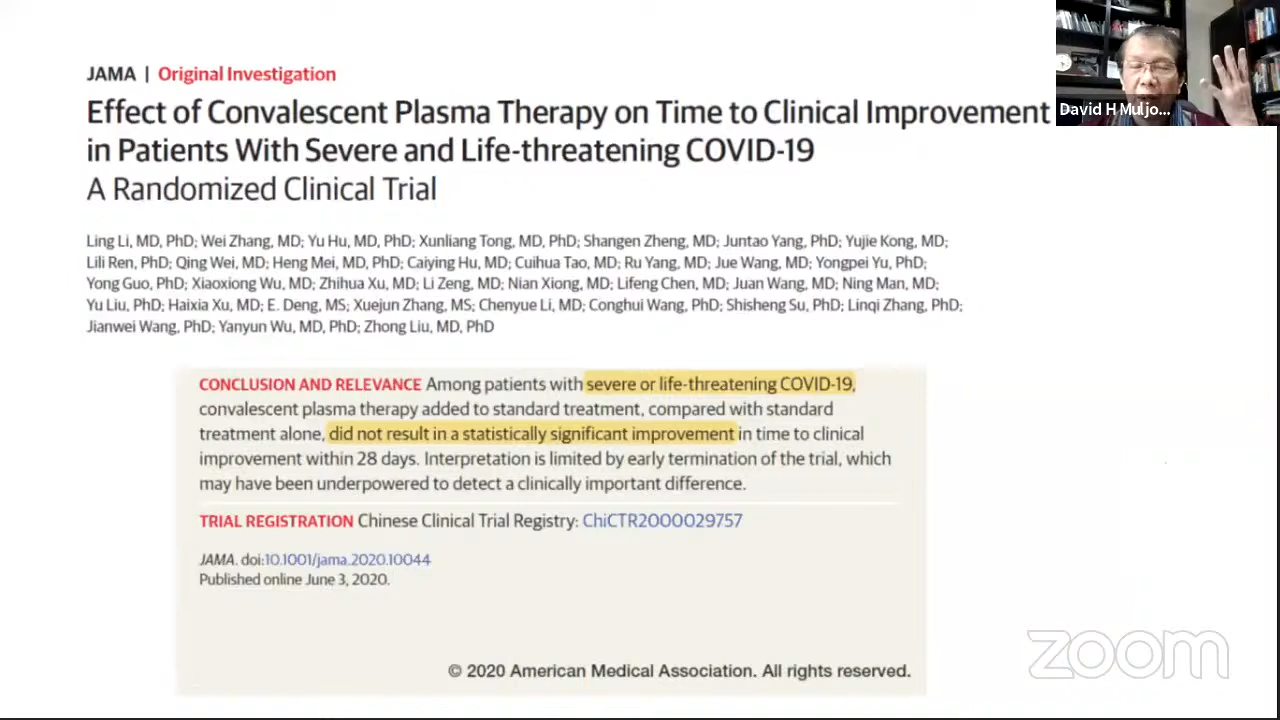 JAMA | Original Investigation
Effect of Convalescent Plasma Therapy on Time to Clinical Improvement
in Patients With Severe and Life-threatening COVID-19
A Randomized Clinical Trial
Ling Li, MD, PhD; Wei Zhang, MD; Yu Hu, MD, PhD; Xunliang Tong, MD, PhD; Shangen Zheng, MD; Juntao Yang, PhD; Yujie Kong, MD;
Lili Ren, PhD; Qing Wei, MD; Heng Mei, MD, PhD; Caiying Hu, MD; Cuihua Tao, MD; Ru Yang, MD; Jue Wang, MD; Yongpei Yu, PhD;
Yong Guo, PhD; Xiaoxiong Wu, MD; Zhihua Xu, MD; Li Zeng, MD; Nian Xiong, MD; Lifeng Chen, MD; Juan Wang, MD; Ning Man, MD;
Yu Liu, PhD; Haixia Xu, MD; E. Deng, MS; Xuejun Zhang, MS; Chenyue Li, MD; Conghui Wang, PhD; Shisheng Su, PhD; Linqi Zhang, PhD;
Jianwei Wang, PhD; Yanyun Wu, MD, PhD; Zhong Liu, MD, PhD
CONCLUSION AND RELEVANCE Among patients with severe or life-threatening COVID-19,
convalescent plasma therapy added to standard treatment, compared with standard
treatment alone, did not result in a statistically significant improvement in time to clinical
improvement within 28 days. Interpretation is limited by early termination of the trial, which
may have been underpowered to detect a clinically important difference.
TRIAL REGISTRATION Chinese Clinical Trial Registry: ChiCTR2000029757
JAMA. doi:10.1001/jama.2020.10044
Published online June 3, 2020.
© 2020 American Medical Association. All rights reserved.
David H Muljo...
zoom